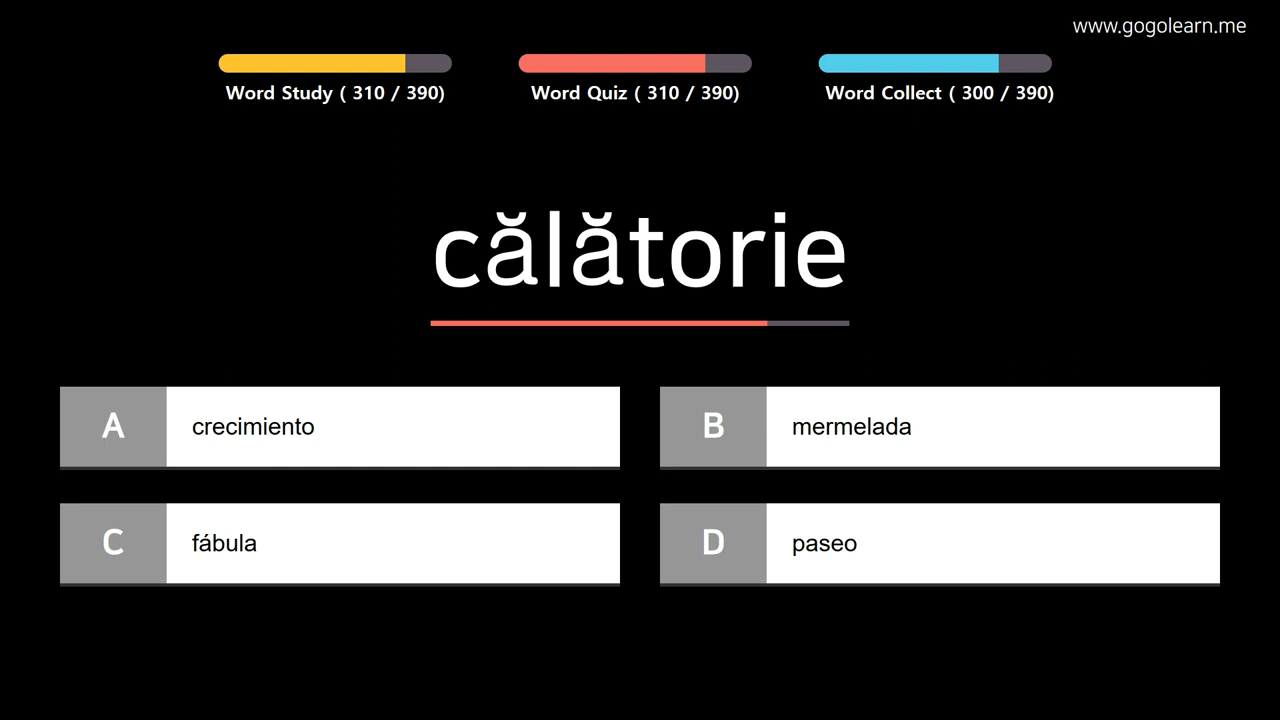 www.gogolearn.me
Word Study ( 310 / 390)
Word Quiz ( 310 / 390)
Word Collect ( 300 / 390)
călătorie
A crecimiento
B mermelada
C fábula
D paseo